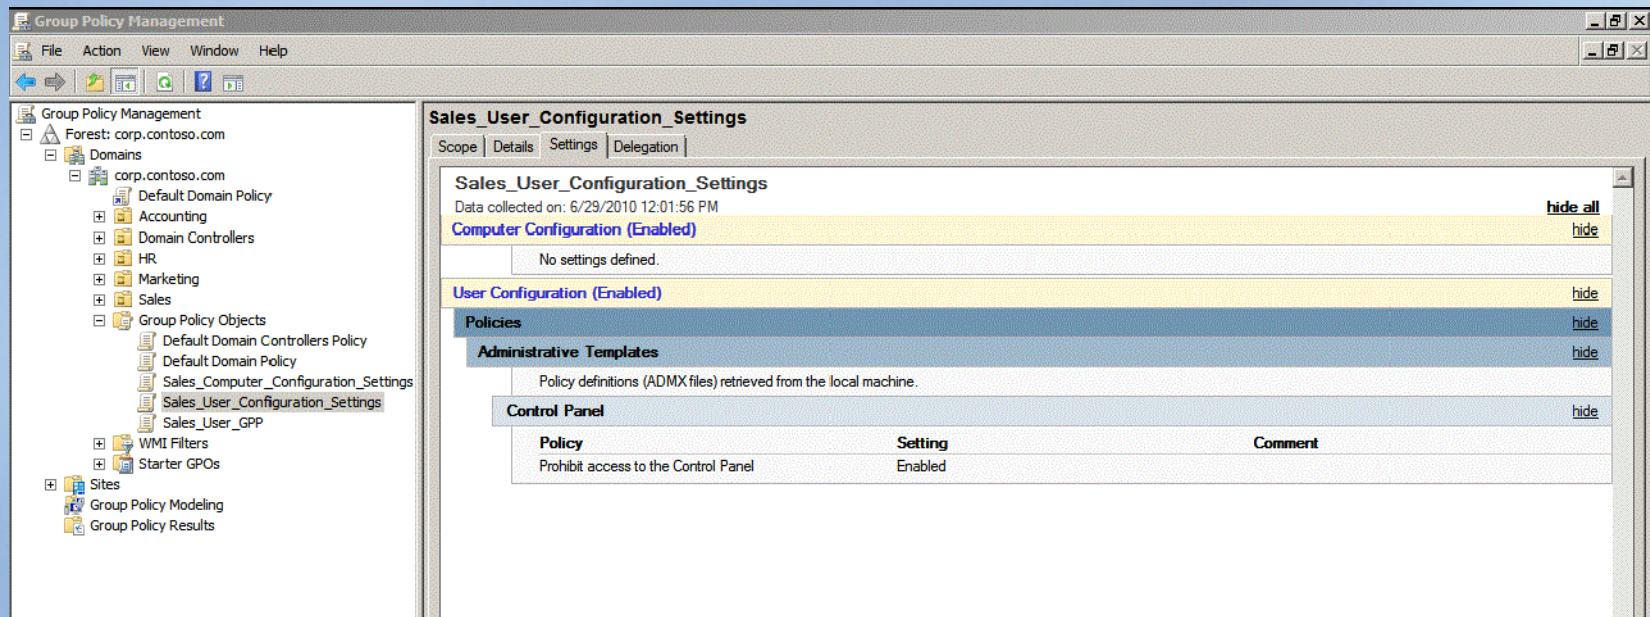 Group Policy Management
File Action View Window Help
Group Policy Management
Forest: corp.contoso.com
Domains
corp.contoso.com
Default Domain Policy
Accounting
Domain Controllers
HR
Marketing
Sales
Group Policy Objects
Default Domain Controllers Policy
Default Domain Policy
Sales_Computer_Configuration_Settings
Sales_User_Configuration_Settings
Sales_User_GPP
WMI Filters
Starter GPOs
Sites
Group Policy Modeling
Group Policy Results
Sales_User_Configuration_Settings
Scope Details Settings Delegation
Sales_User_Configuration_Settings
Data collected on: 6/29/2010 12:01:56 PM hide all
Computer Configuration (Enabled) hide
No settings defined.
User Configuration (Enabled) hide
Policies hide
Administrative Templates hide
Policy definitions (ADMX files) retrieved from the local machine.
Control Panel hide
Policy Setting Comment
Prohibit access to the Control Panel Enabled